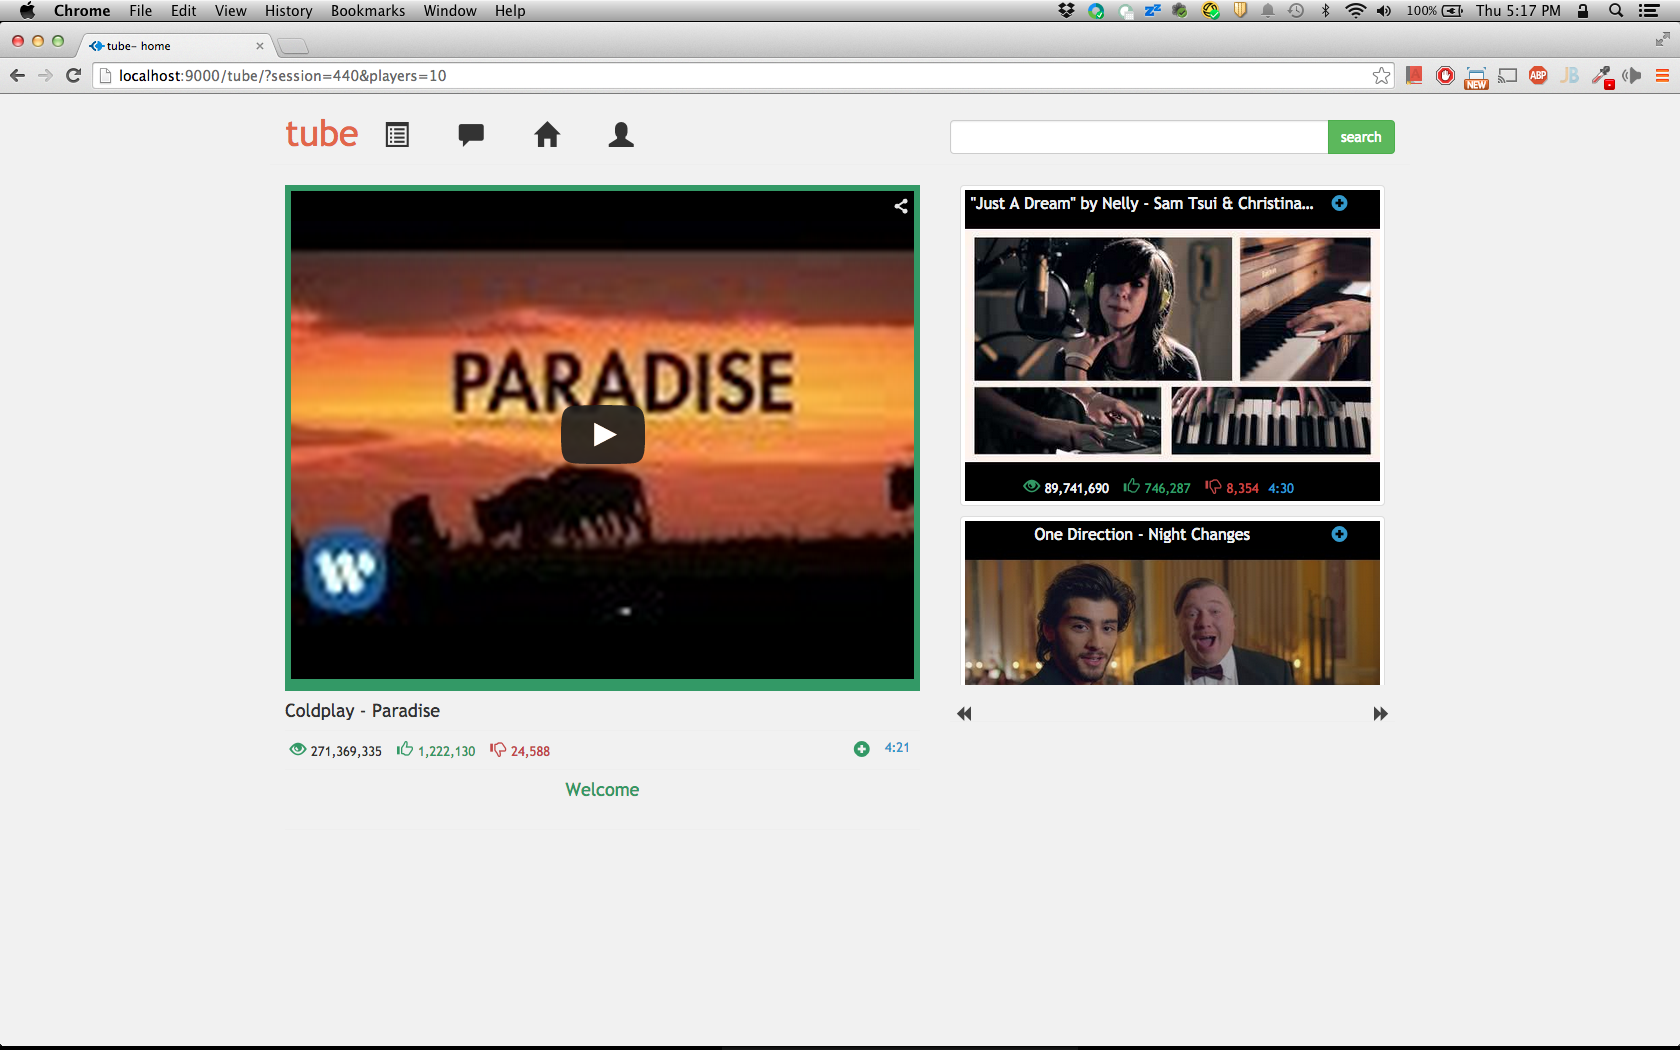 Chrome File Edit View History Bookmarks Window Help 100% Thu 5:17 PM
tube- home
localhost:9000/tube/?session=440&players=10
NEW ABP JB
tube
search
"Just A Dream" by Nelly - Sam Tsui & Christina...
PARADISE
W
89,741,690 746,287 8,354 4:30
One Direction - Night Changes
Coldplay - Paradise
271,369,335 1,222,130 24,588 4:21
Welcome